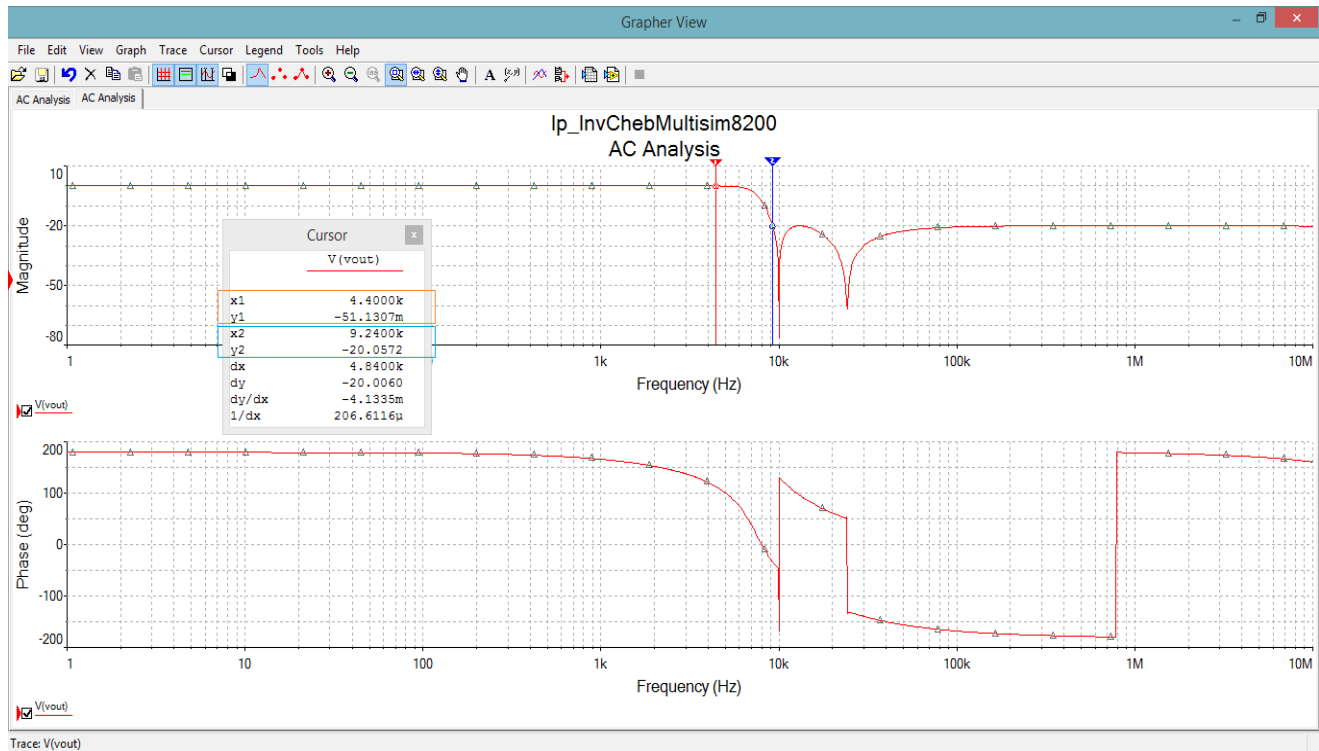 Grapher View
File Edit View Graph Trace Cursor Legend Tools Help
AC Analysis AC Analysis
lp_InvChebMultisim8200
AC Analysis
10
-20
-50
-80
Magnitude
1 1k 10k 100k 1M 10M
Frequency (Hz)
V(vout)
Cursor x
V(vout)
x1 4.4000k
y1 -51.1307m
x2 9.2400k
y2 -20.0572
dx 4.8400k
dy -20.0060
dy/dx -4.1335m
1/dx 206.6116µ
200
100
0
-100
-200
Phase (deg)
1 10 100 1k 10k 100k 1M 10M
Frequency (Hz)
V(vout)
Trace: V(vout)